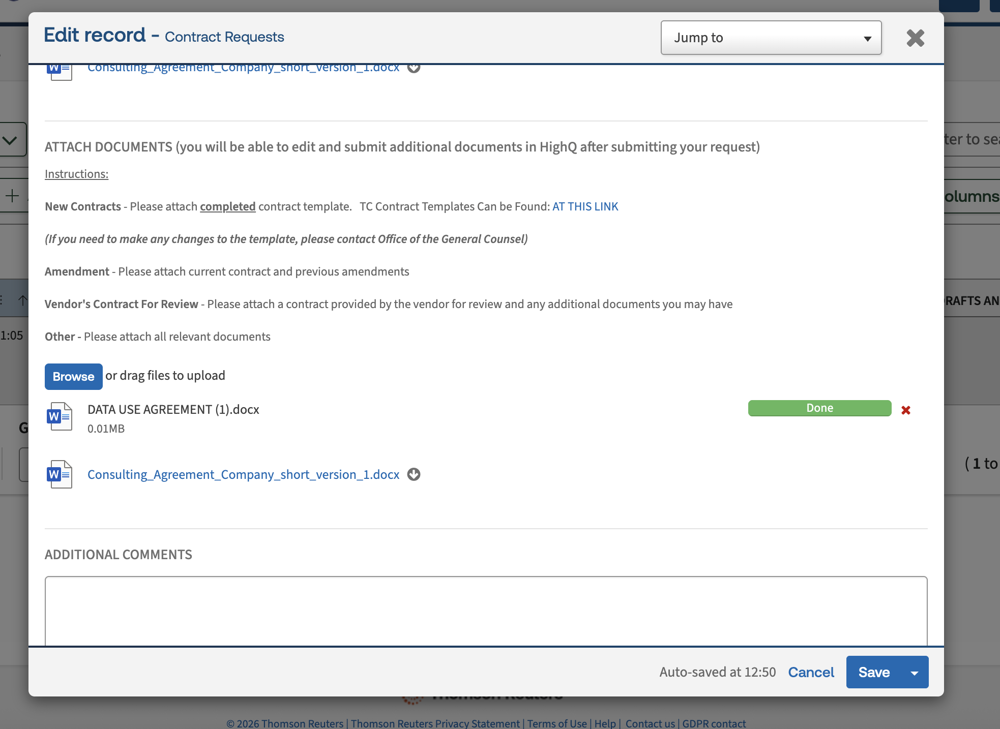 Edit record - Contract Requests
Jump to
Consulting_Agreement_Company_short_version_1.docx
ATTACH DOCUMENTS (you will be able to edit and submit additional documents in HighQ after submitting your request)
Instructions:
New Contracts - Please attach completed contract template. TC Contract Templates Can be Found: AT THIS LINK
(If you need to make any changes to the template, please contact Office of the General Counsel)
Amendment - Please attach current contract and previous amendments
Vendor's Contract For Review - Please attach a contract provided by the vendor for review and any additional documents you may have
Other - Please attach all relevant documents
Browse or drag files to upload
W
DATA USE AGREEMENT (1).docx
Done
0.01MB
W
Consulting_Agreement_Company_short_version_1.docx
ADDITIONAL COMMENTS
Auto-saved at 12:50
Cancel
Save
1:05
G
ter to sea
olumns
RAFTS AN
( 1 to
Thomson Reuters
© 2026 Thomson Reuters | Thomson Reuters Privacy Statement | Terms of Use | Help | Contact us | GDPR contact